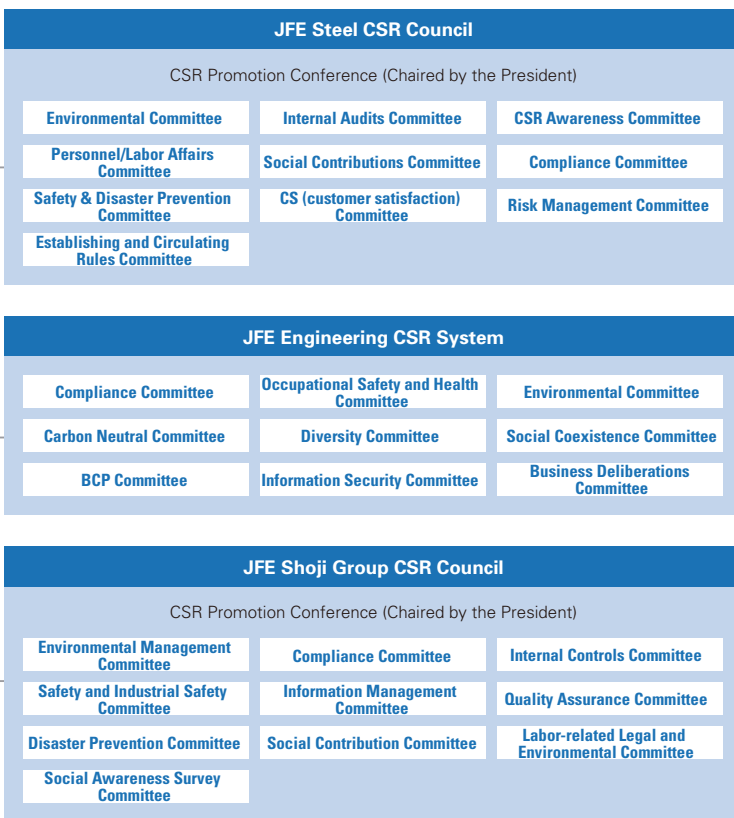 JFE Steel CSR Council
CSR Promotion Conference (Chaired by the President)
Environmental Committee
Internal Audits Committee
CSR Awareness Committee
Personnel/Labor Affairs
Committee
Social Contributions Committee
Compliance Committee
Safety & Disaster Prevention
Committee
CS (customer satisfaction)
Committee
Risk Management Committee
Establishing and Circulating
Rules Committee
JFE Engineering CSR System
Compliance Committee
Occupational Safety and Health
Committee
Environmental Committee
Carbon Neutral Committee
Diversity Committee
Social Coexistence Committee
BCP Committee
Information Security Committee
Business Deliberations
Committee
JFE Shoji Group CSR Council
CSR Promotion Conference (Chaired by the President)
Environmental Management
Committee
Compliance Committee
Internal Controls Committee
Safety and Industrial Safety
Committee
Information Management
Committee
Quality Assurance Committee
Disaster Prevention Committee
Social Contribution Committee
Labor-related Legal and
Environmental Committee
Social Awareness Survey
Committee